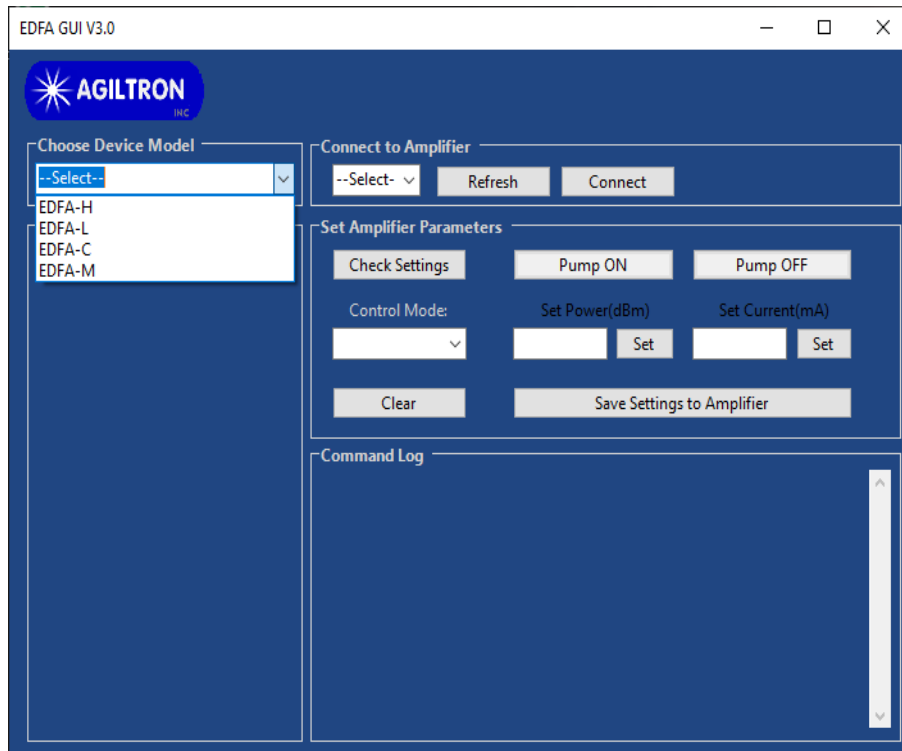 EDFA GUI V3.0
AGILTRON
INC
Choose Device Model
--Select--
EDFA-H
EDFA-L
EDFA-C
EDFA-M
Connect to Amplifier
--Select-
Refresh
Connect
Set Amplifier Parameters
Check Settings
Pump ON
Pump OFF
Control Mode:
Set Power(dBm)
Set Current(mA)
Set
Set
Clear
Save Settings to Amplifier
Command Log